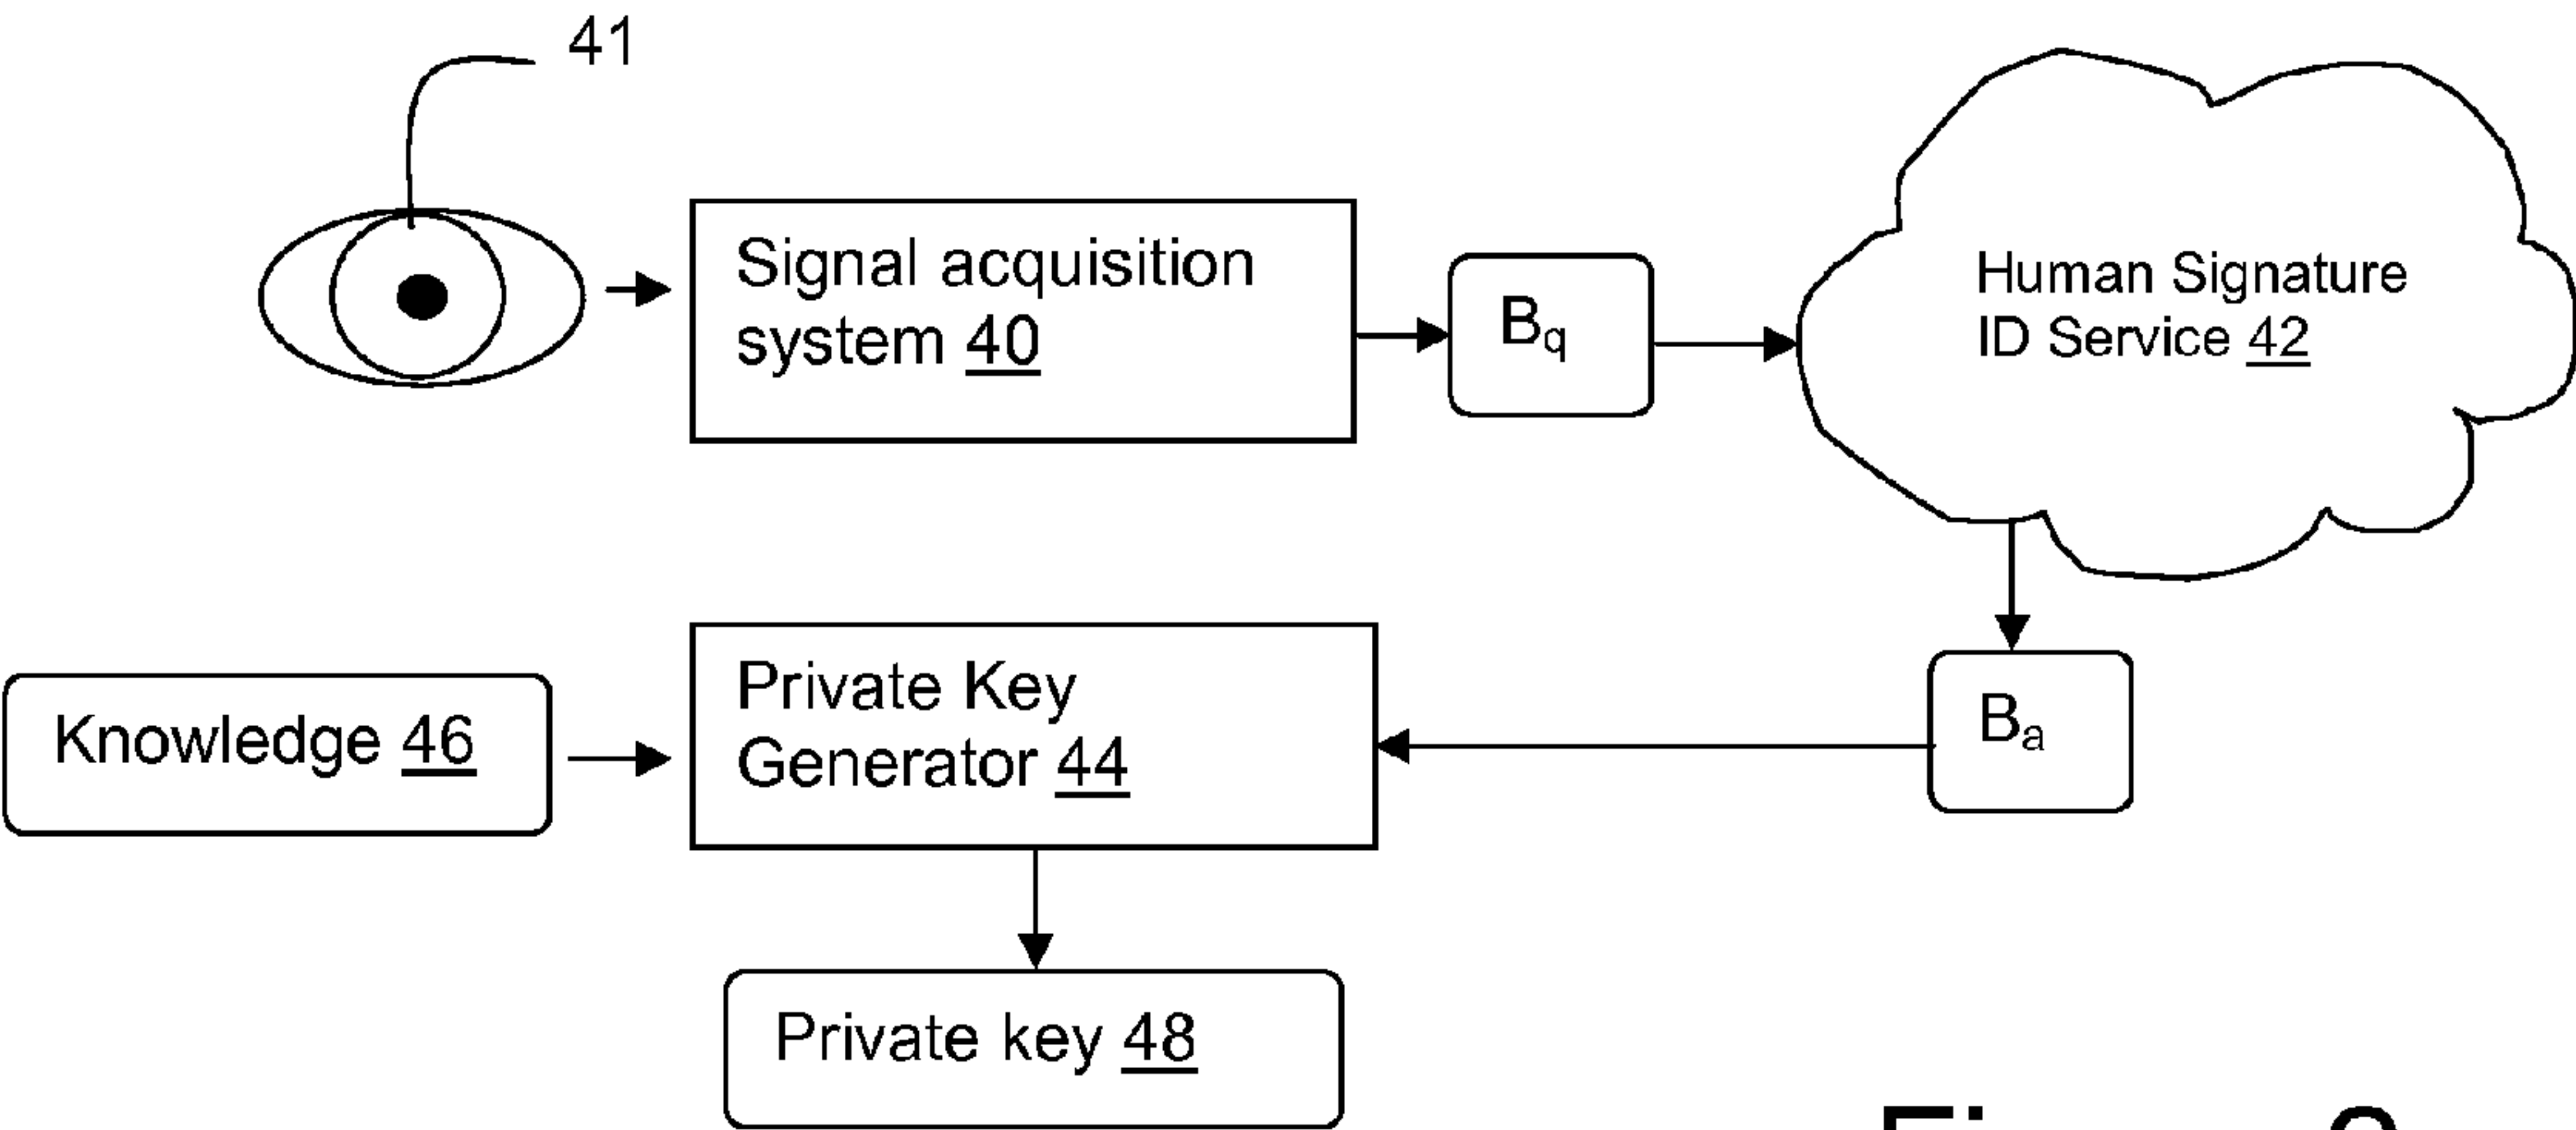 41
Signal acquisition
system 40
Bq
Human Signature
ID Service 42
Knowledge 46
Private Key
Generator 44
Ba
Private key 48